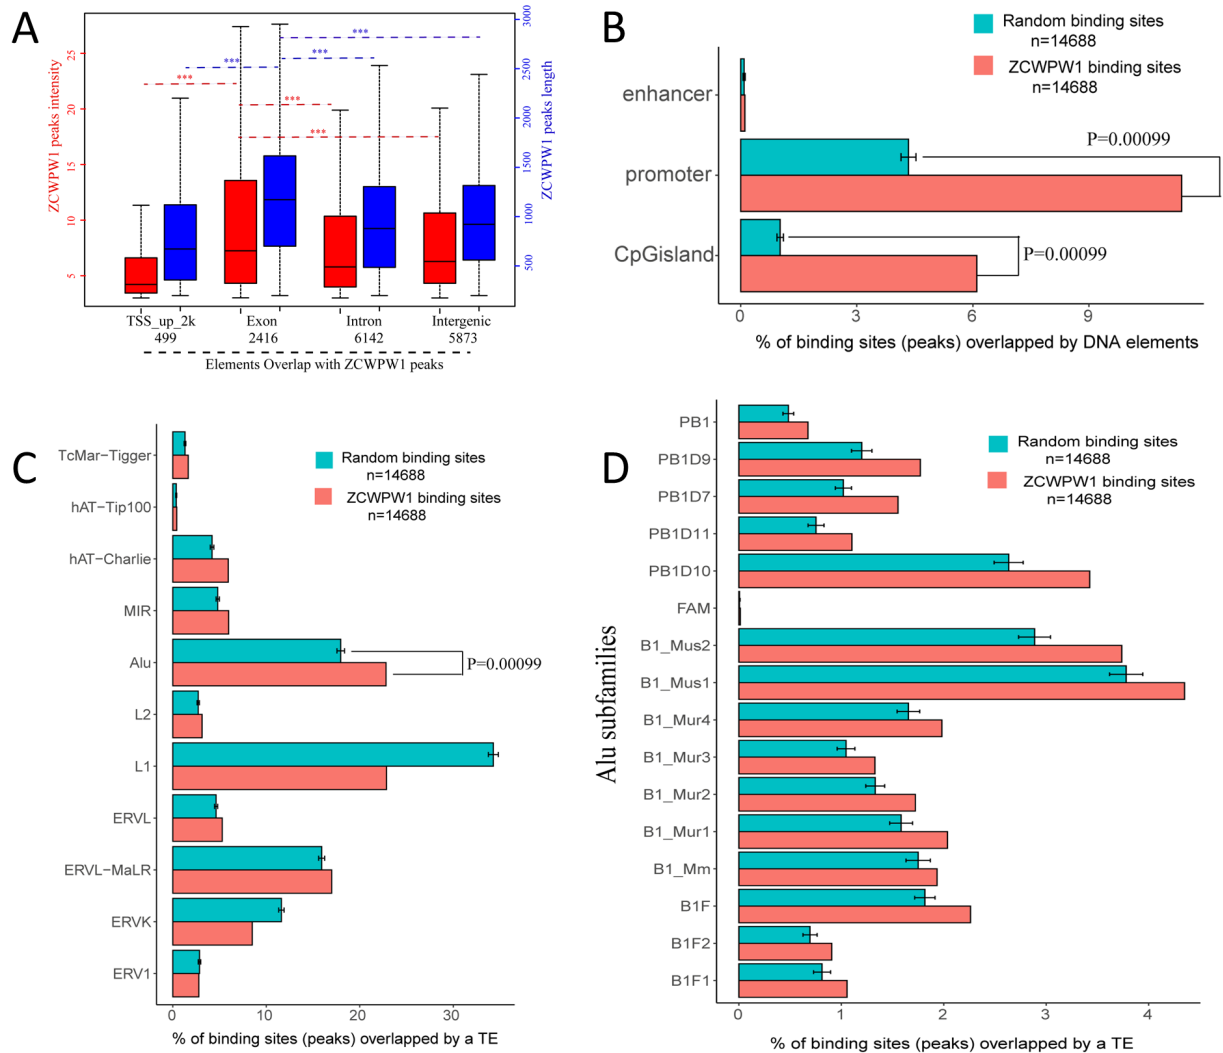 A
ZCWPW1 peaks intensity
5
10
15
20
25
***
***
***
***
***
***
500
1000
1500
2000
2500
3000
ZCWPW1 peaks length
TSS_up_2k
Exon
Intron
Intergenic
499
2416
6142
5873
Elements Overlap with ZCWPW1 peaks
B
Random binding sites
n=14688
ZCWPW1 binding sites
n=14688
enhancer
promoter
CpGisland
P=0.00099
P=0.00099
0
3
6
9
% of binding sites (peaks) overlapped by DNA elements
C
Random binding sites
n=14688
ZCWPW1 binding sites
n=14688
TcMar-Tigger
hAT-Tip100
hAT-Charlie
MIR
Alu
L2
L1
ERVL
ERVL-MaLR
ERVK
ERV1
P=0.00099
0
10
20
30
% of binding sites (peaks) overlapped by a TE
D
Random binding sites
n=14688
ZCWPW1 binding sites
n=14688
Alu subfamilies
PB1
PB1D9
PB1D7
PB1D11
PB1D10
FAM
B1_Mus2
B1_Mus1
B1_Mur4
B1_Mur3
B1_Mur2
B1_Mur1
B1_Mm
B1F
B1F2
B1F1
0
1
2
3
4
% of binding sites (peaks) overlapped by a TE